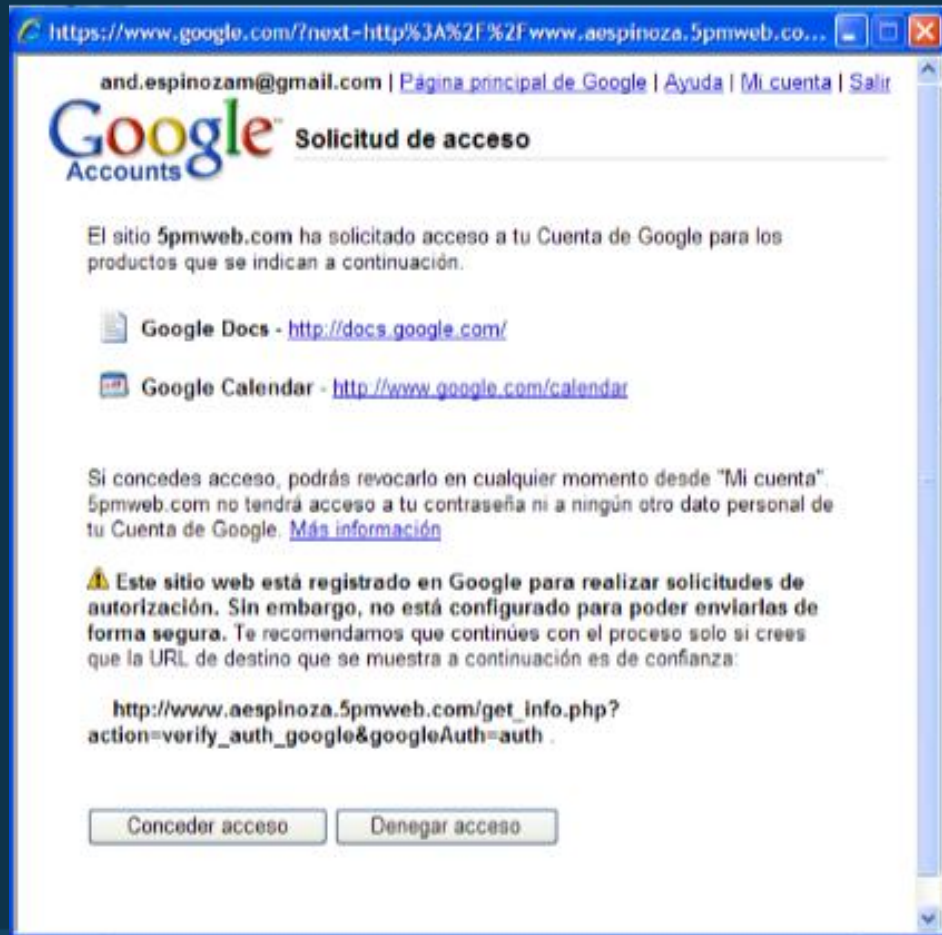 https://www.google.com/?next=http%3A%2F%2Fwww.aespinoza.5pmweb.co...
and.espinozam@gmail.com | Página principal de Google | Ayuda | Mi cuenta | Salir
Google™ Solicitud de acceso
Accounts
El sitio 5pmweb.com ha solicitado acceso a tu Cuenta de Google para los
productos que se indican a continuación.
Google Docs - http://docs.google.com/
Google Calendar - http://www.google.com/calendar
Si concedes acceso, podrás revocarlo en cualquier momento desde "Mi cuenta".
5pmweb.com no tendrá acceso a tu contraseña ni a ningún otro dato personal de
tu Cuenta de Google. Más información
Este sitio web está registrado en Google para realizar solicitudes de
autorización. Sin embargo, no está configurado para poder enviarlas de
forma segura. Te recomendamos que continúes con el proceso solo si crees
que la URL de destino que se muestra a continuación es de confianza:
http://www.aespinoza.5pmweb.com/get_info.php?
action=verify_auth_google&googleAuth=auth .
Conceder acceso Denegar acceso